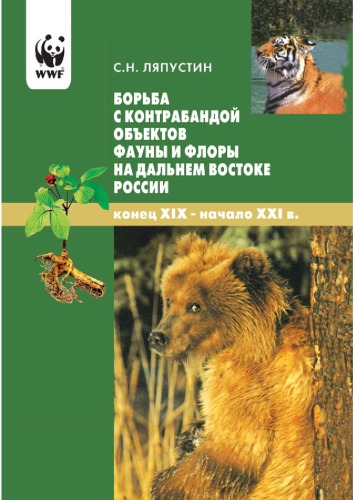 WWF
С.Н. ЛЯПУСТИН
БОРЬБА
С КОНТРАБАНДОЙ
ОБЪЕКТОВ
ФАУНЫ И ФЛОРЫ
НА ДАЛЬНЕМ ВОСТОКЕ
РОССИИ
конец XIX - начало XXI в.